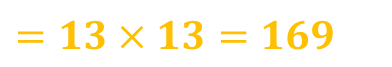 = 13 × 13 = 169